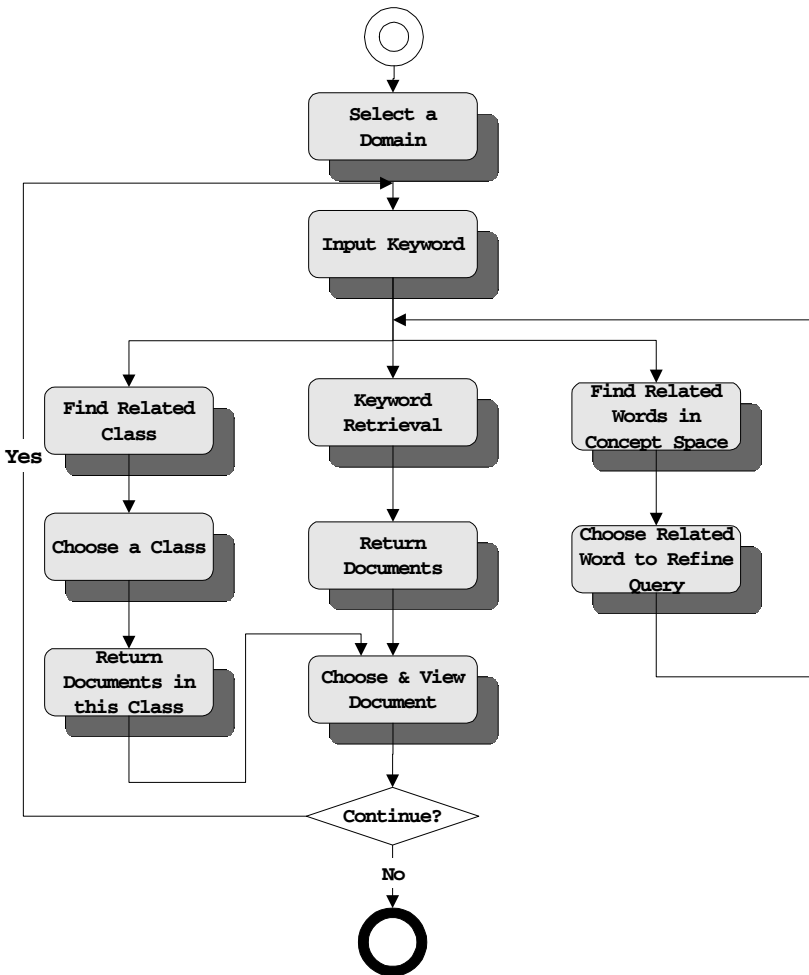 Select a
Domain
Input Keyword
Find Related
Class
Keyword
Retrieval
Find Related
Words in
Concept Space
Yes
Choose a Class
Return
Documents
Choose Related
Word to Refine
Query
Return
Documents in
this Class
Choose & View
Document
Continue?
No